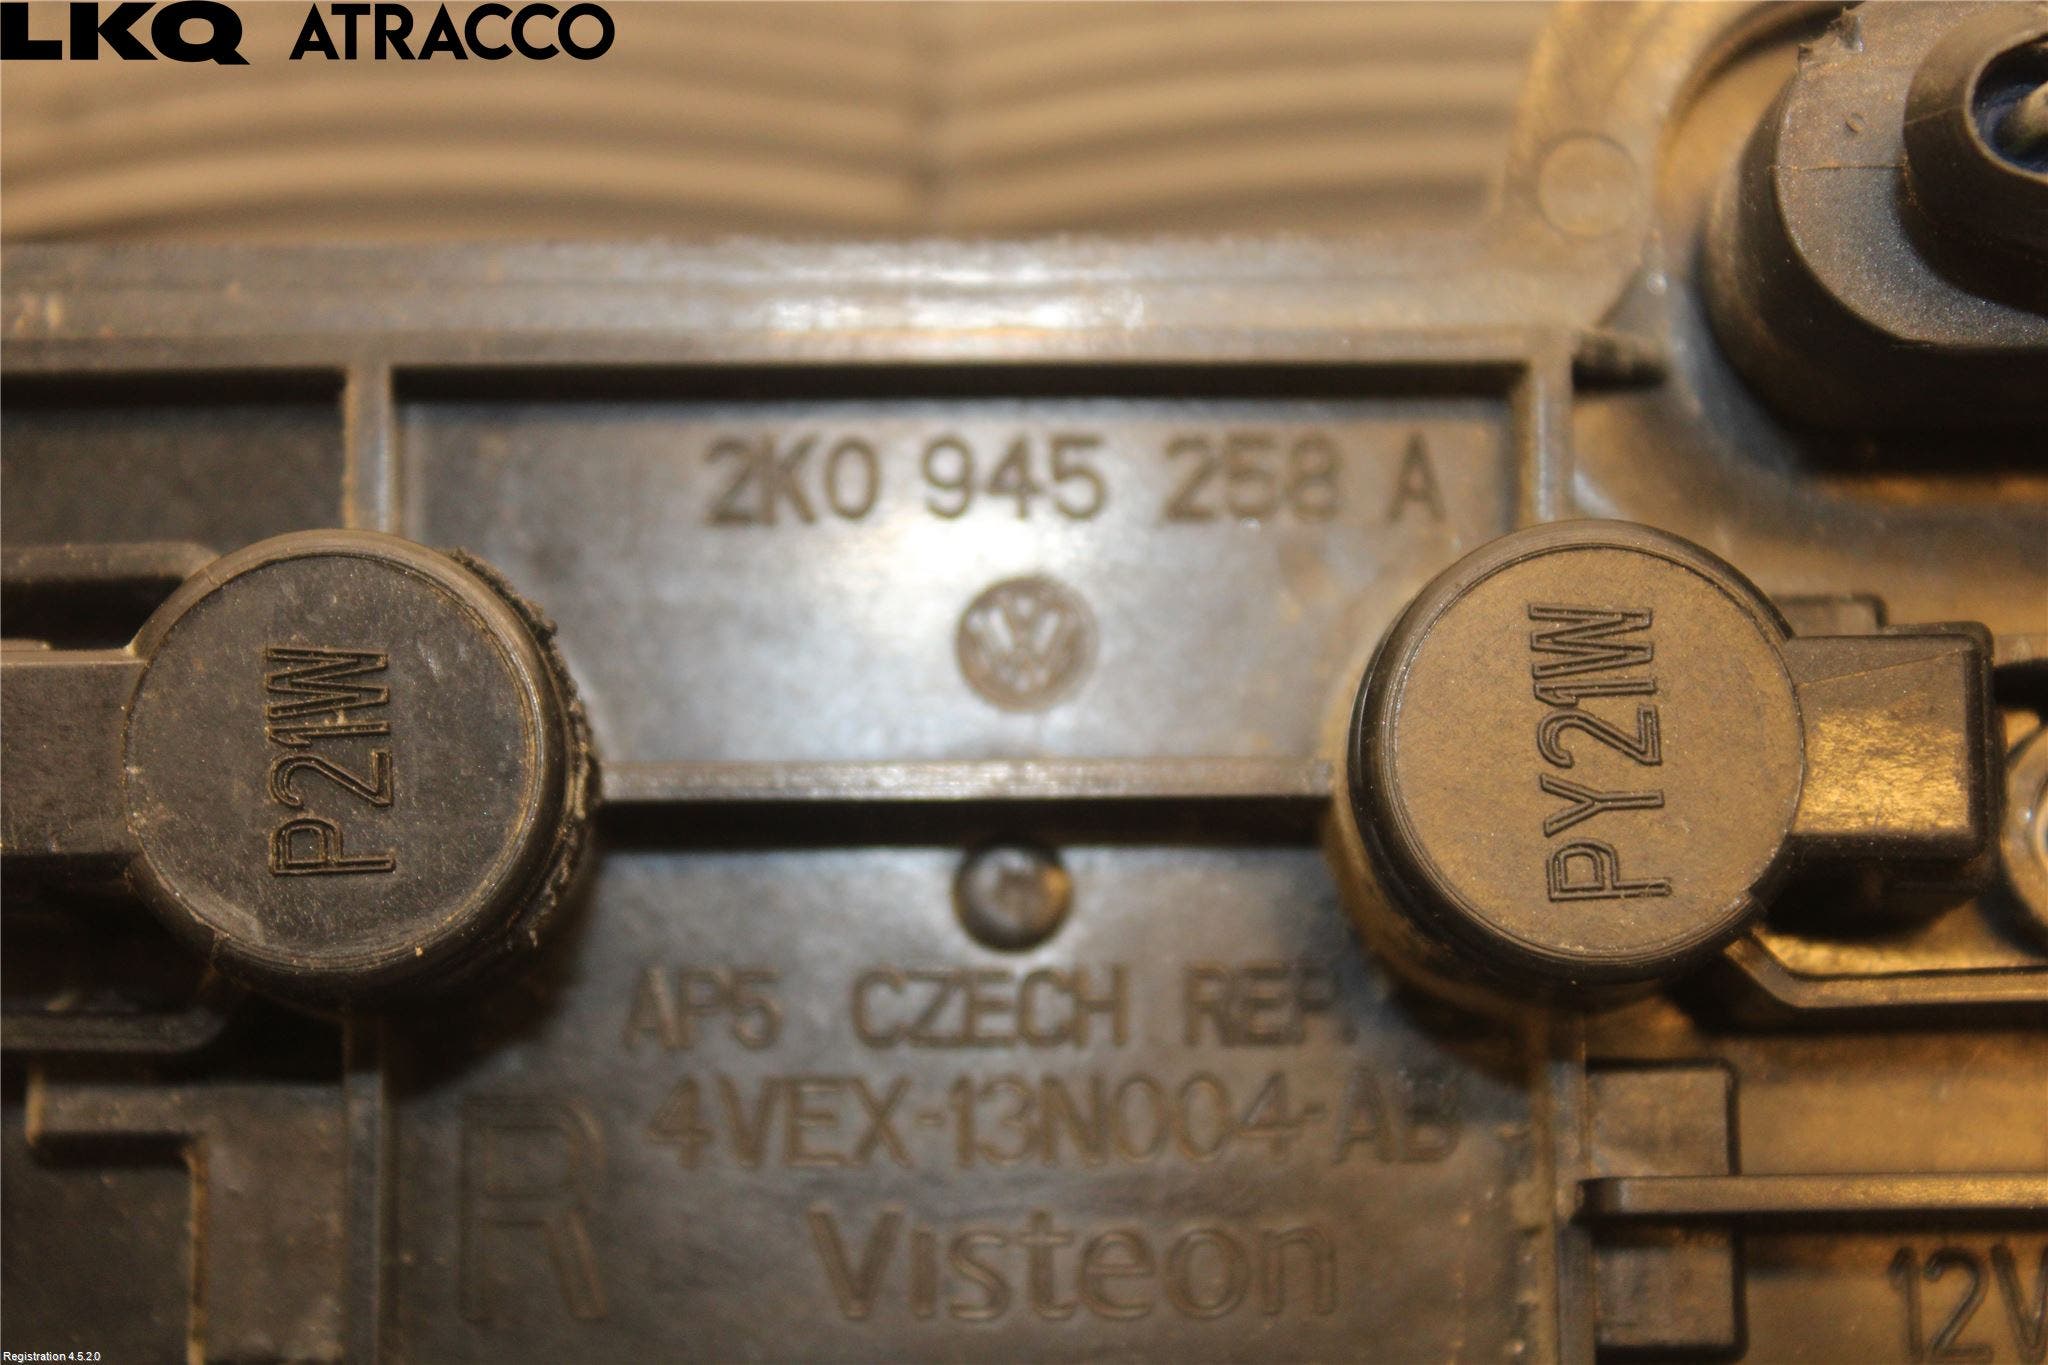 LKQ ATRACCO
2K0 945 258 A
VW
P21W
PY21W
AP5 CZECH REP.
4VEX-13N004-AB
R
Visteon
12V
Registration 4.5.2.0